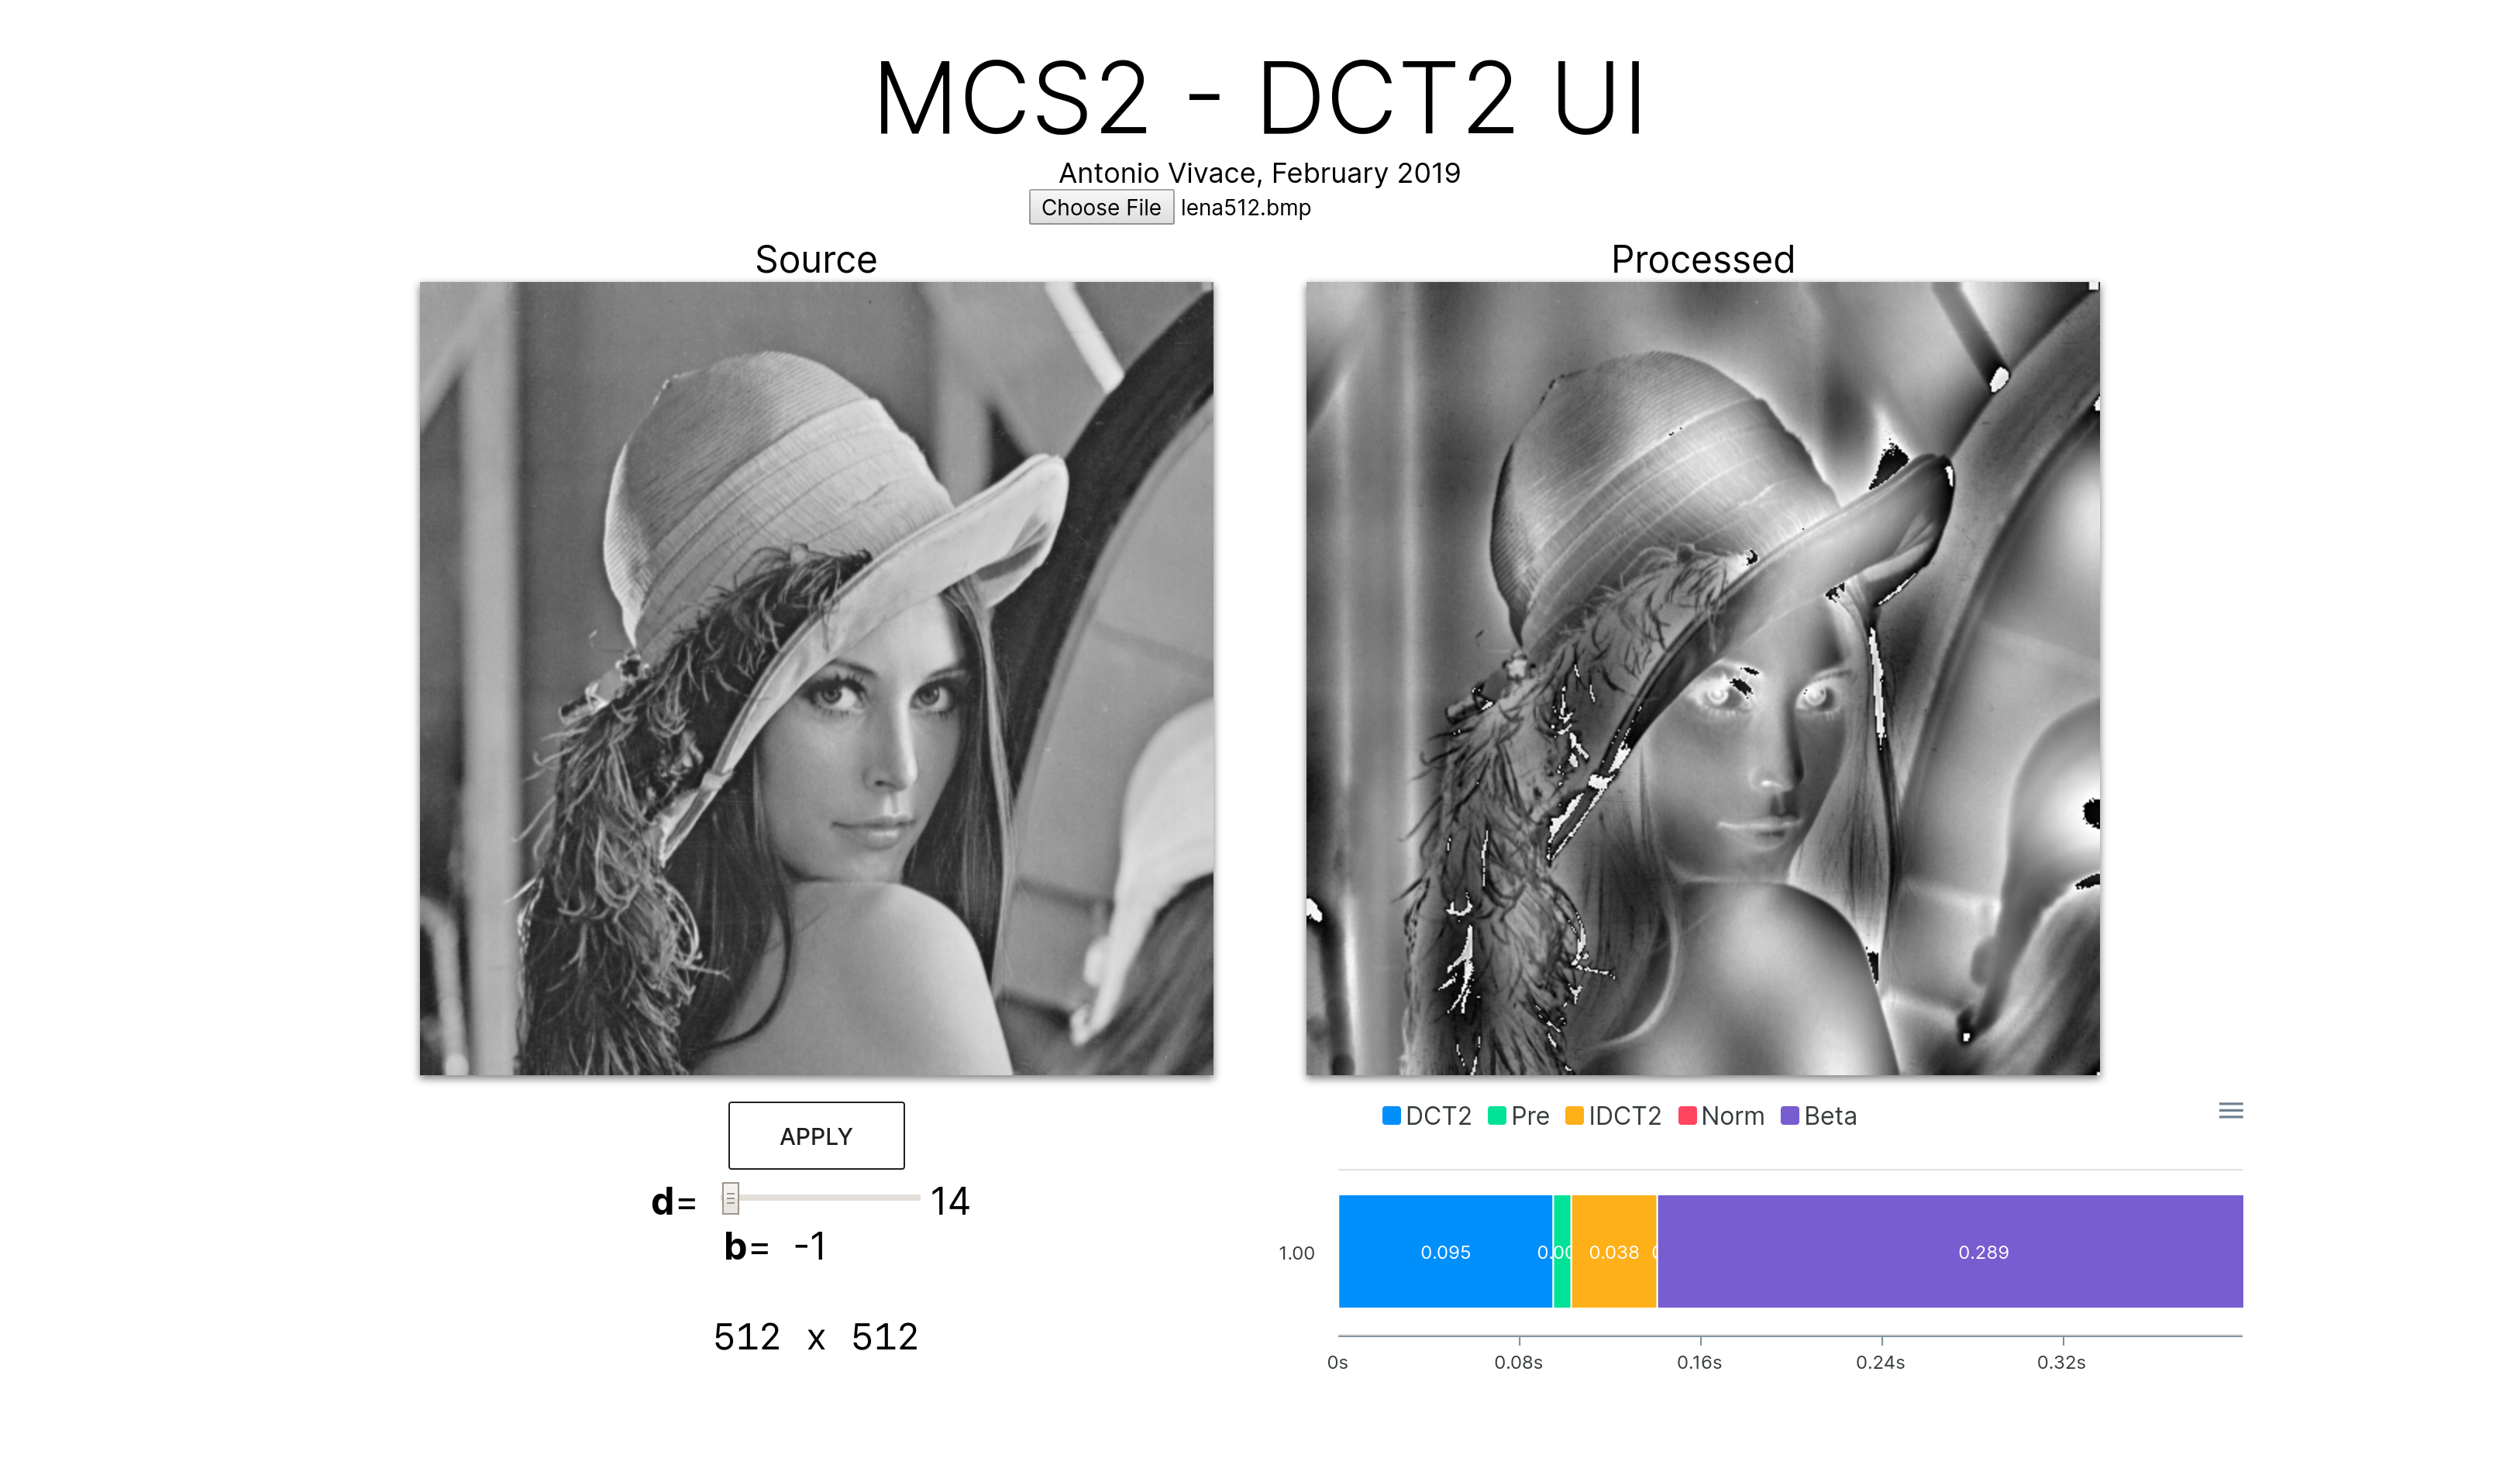 MCS2 - DCT2 UI
Antonio Vivace, February 2019
Choose File lena512.bmp
Source
Processed
APPLY
d= 14
b= -1
512 x 512
DCT2 Pre IDCT2 Norm Beta
1.00 0.095 0.038 0.289
0s 0.08s 0.16s 0.24s 0.32s